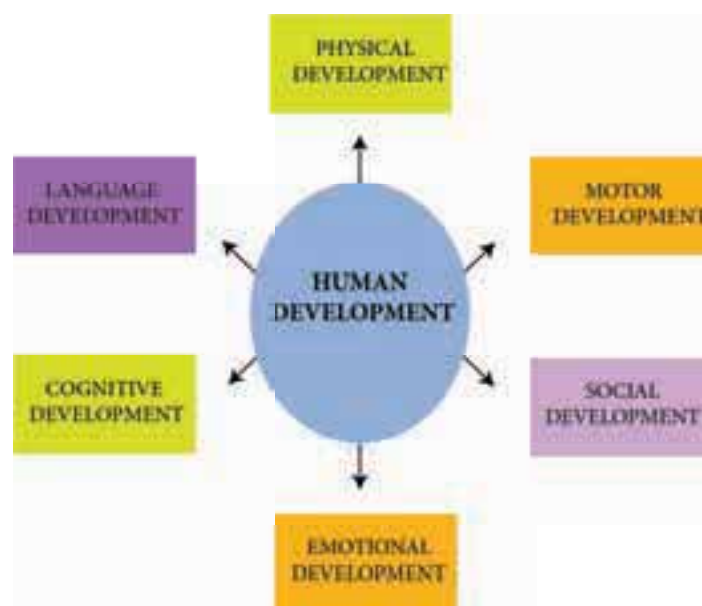 PHYSICAL
DEVELOPMENT
LANGUAGE
DEVELOPMENT
MOTOR
DEVELOPMENT
HUMAN
DEVELOPMENT
COGNITIVE
DEVELOPMENT
SOCIAL
DEVELOPMENT
EMOTIONAL
DEVELOPMENT